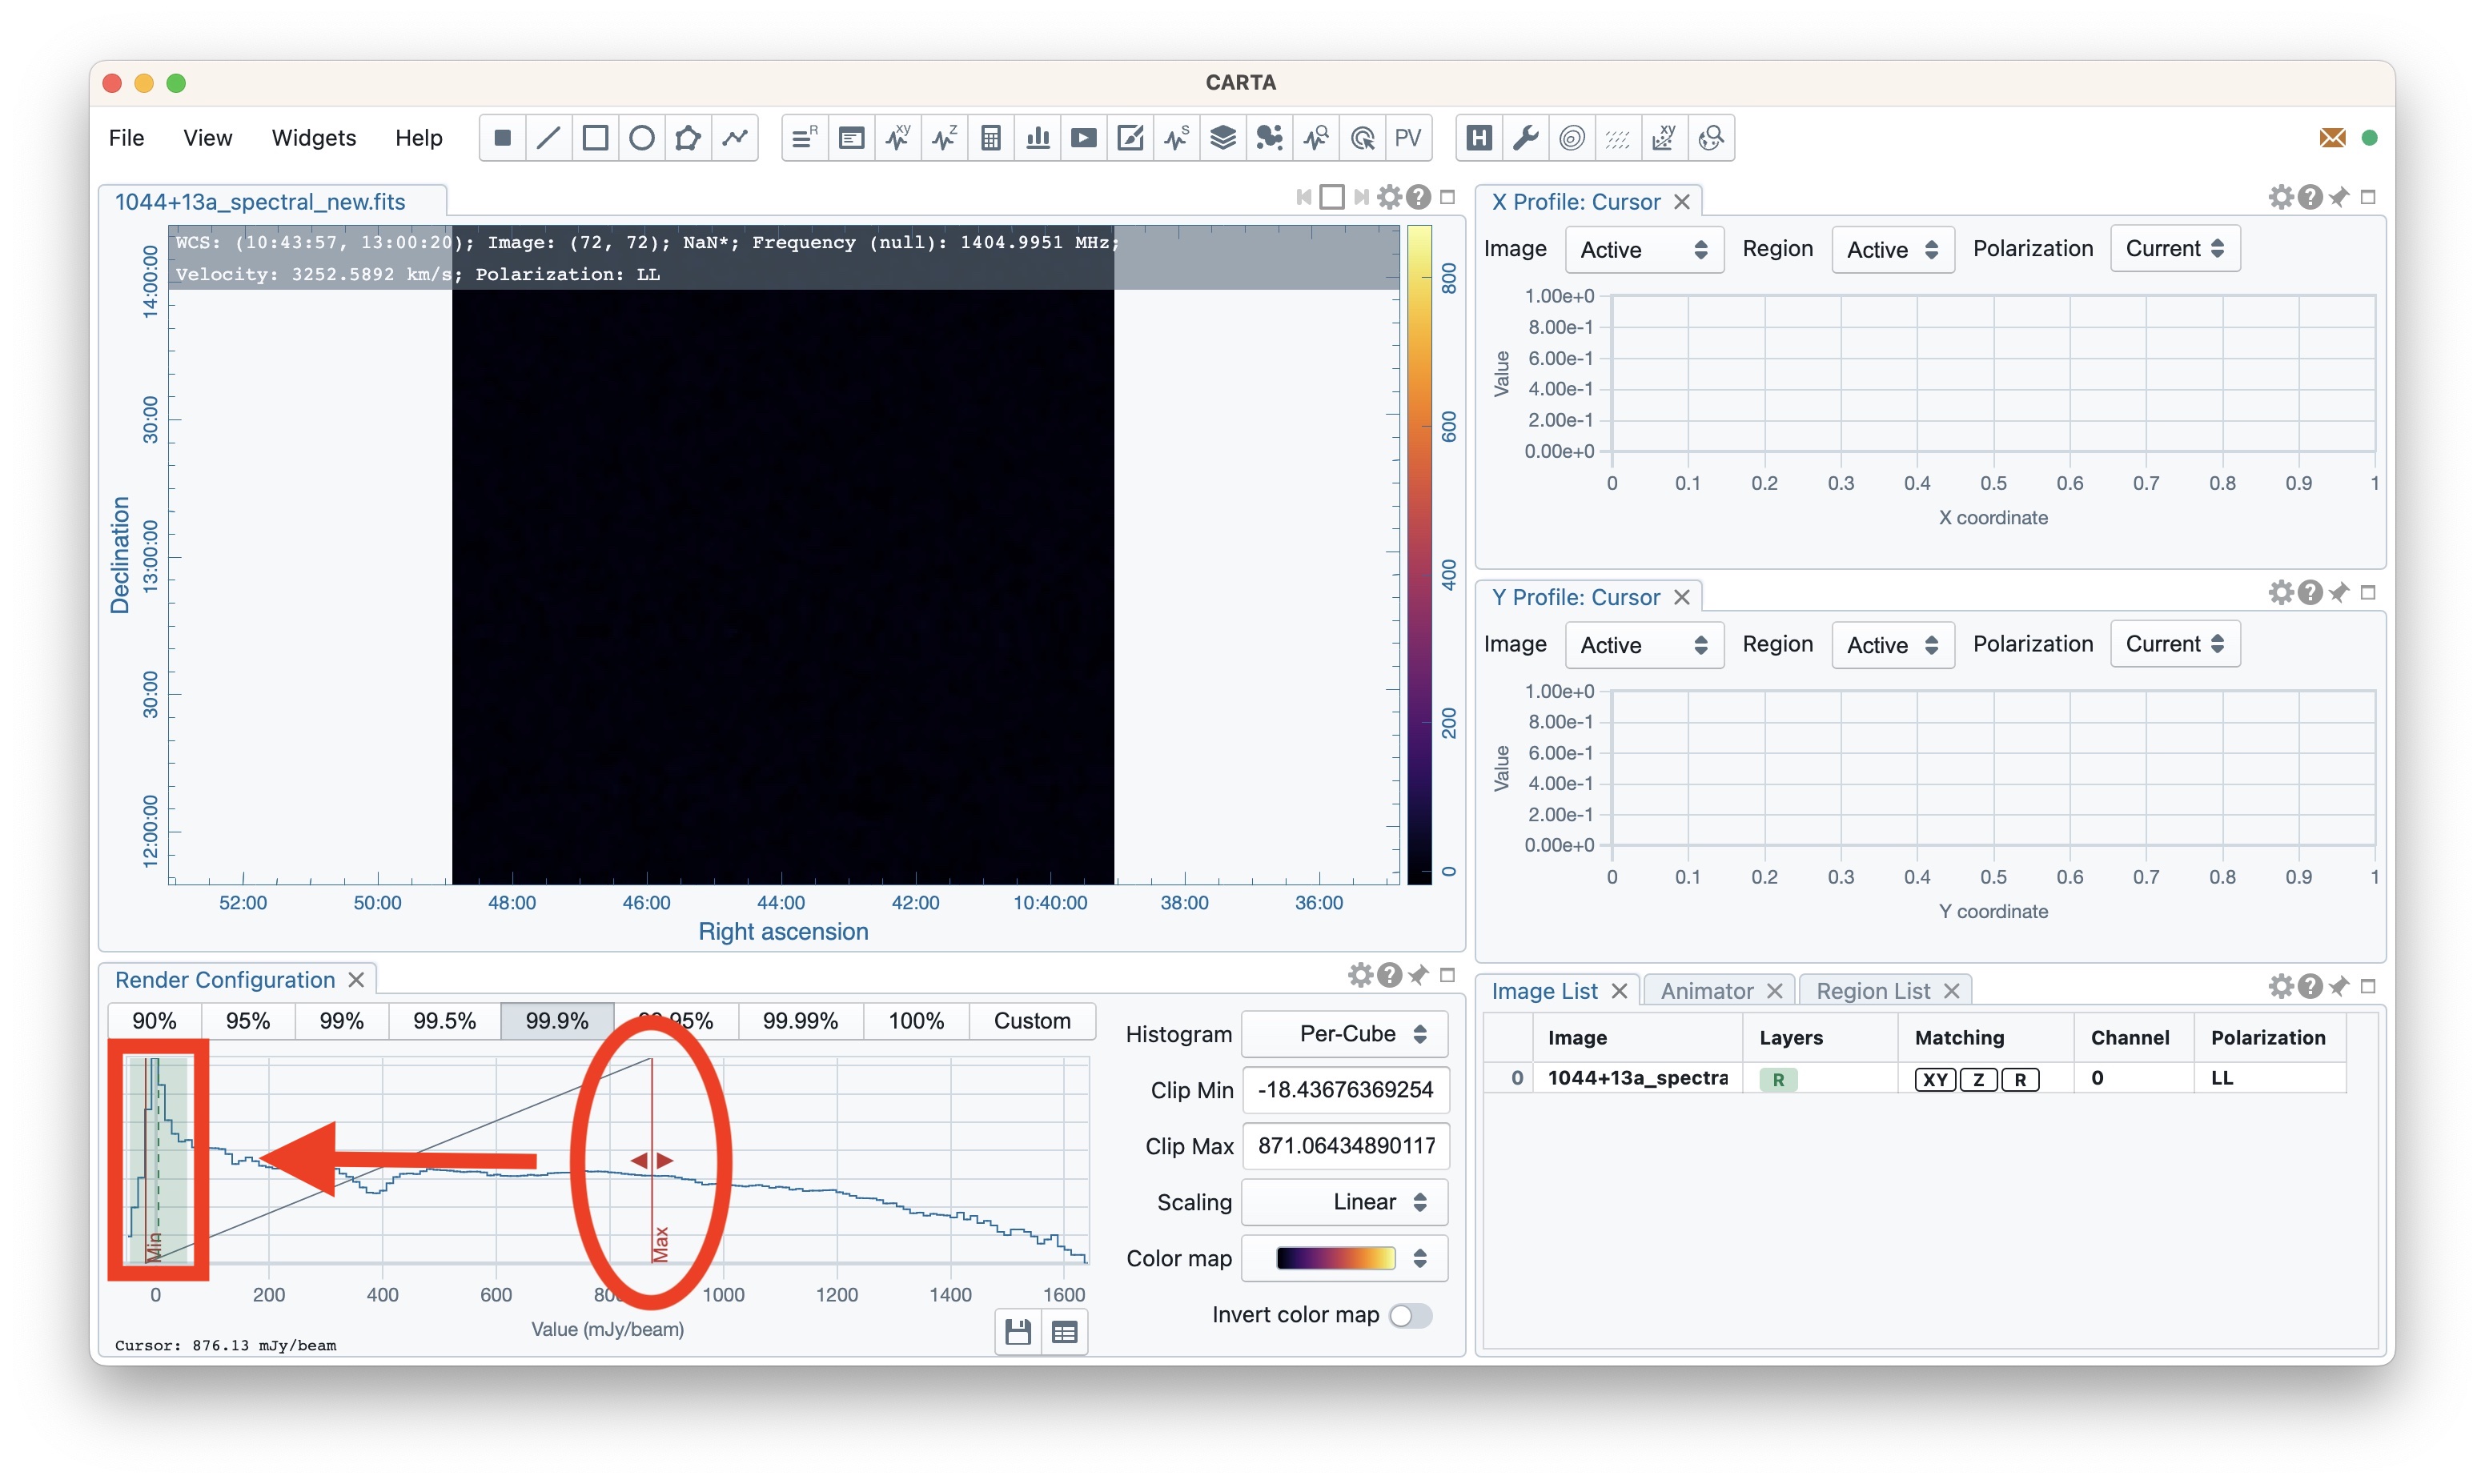 CARTA
File View Widgets Help
R XY Z S PV H XY
1044+13a_spectral_new.fits
WCS: (10:43:57, 13:00:20); Image: (72, 72); NaN*; Frequency (null): 1404.9951 MHz;
Velocity: 3252.5892 km/s; Polarization: LL
14:00:00
30:00
13:00:00
30:00
12:00:00
Declination
52:00 50:00 48:00 46:00 44:00 42:00 10:40:00 38:00 36:00
Right ascension
800
600
400
200
0
X Profile: Cursor
Image Active Region Active Polarization Current
1.00e+0
8.00e-1
6.00e-1
4.00e-1
2.00e-1
0.00e+0
Value
0 0.1 0.2 0.3 0.4 0.5 0.6 0.7 0.8 0.9 1
X coordinate
Y Profile: Cursor
Image Active Region Active Polarization Current
1.00e+0
8.00e-1
6.00e-1
4.00e-1
2.00e-1
0.00e+0
Value
0 0.1 0.2 0.3 0.4 0.5 0.6 0.7 0.8 0.9 1
Y coordinate
Render Configuration
90% 95% 99% 99.5% 99.9% 99.95% 99.99% 100% Custom
Min
Max
0 200 400 600 800 1000 1200 1400 1600
Value (mJy/beam)
Cursor: 876.13 mJy/beam
Histogram Per-Cube
Clip Min -18.43676369254
Clip Max 871.06434890117
Scaling Linear
Color map
Invert color map
Image List Animator Region List
Image Layers Matching Channel Polarization
0 1044+13a_spectra R XY Z R 0 LL